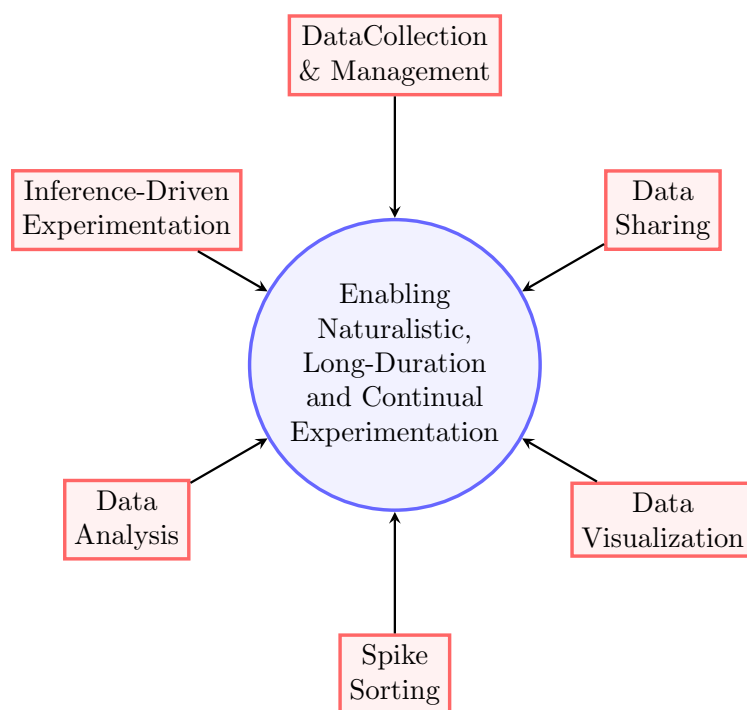 DataCollection
& Management
Inference-Driven
Experimentation
Data
Sharing
Enabling
Naturalistic,
Long-Duration
and Continual
Experimentation
Data
Analysis
Data
Visualization
Spike
Sorting